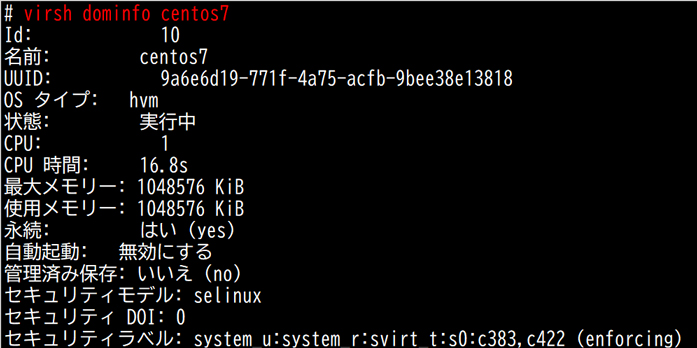 # virsh dominfo centos7
Id: 10
名前: centos7
UUID: 9a6e6d19-771f-4a75-acfb-9bee38e13818
OS タイプ: hvm
状態: 実行中
CPU: 1
CPU 時間: 16.8s
最大メモリー: 1048576 KiB
使用メモリー: 1048576 KiB
永続: はい (yes)
自動起動: 無効にする
管理済み保存: いいえ (no)
セキュリティモデル: selinux
セキュリティ DOI: 0
セキュリティラベル: system_u:system_r:svirt_t:s0:c383,c422 (enforcing)